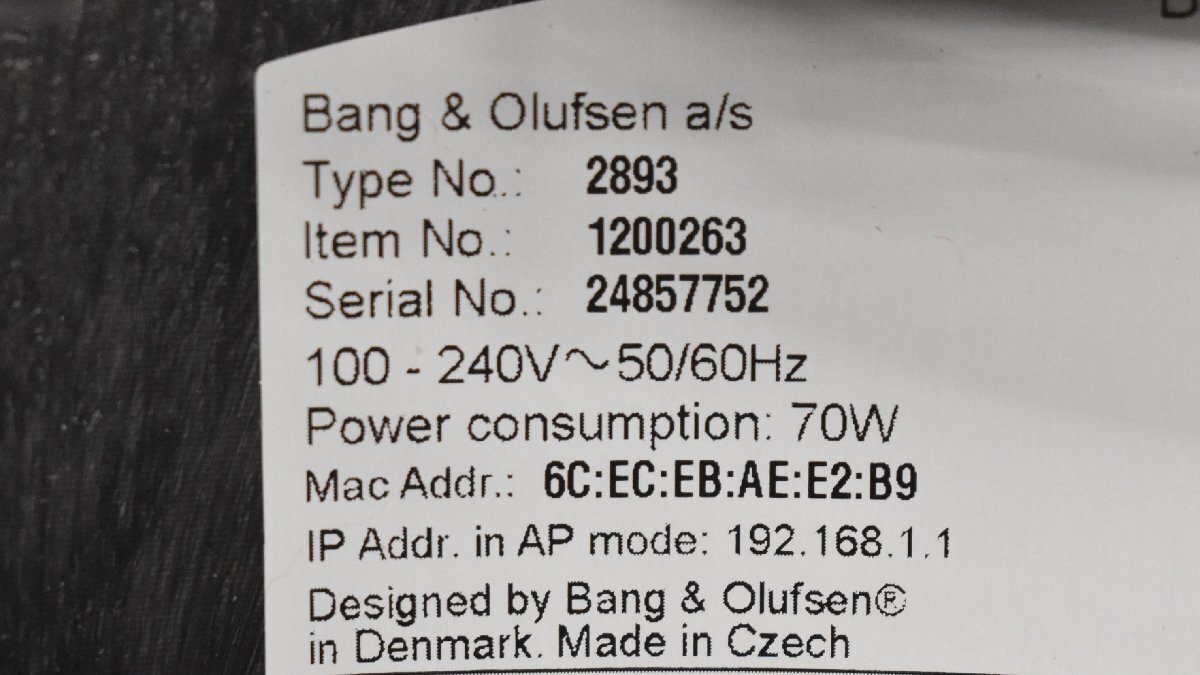 Bang & Olufsen a/s
Type No.: 2893
Item No.: 1200263
Serial No.: 24857752
100 - 240V~50/60Hz
Power consumption: 70W
Mac Addr.: 6C:EC:EB:AE:E2:B9
IP Addr. in AP mode: 192.168.1.1
Designed by Bang & Olufsen®
in Denmark. Made in Czech